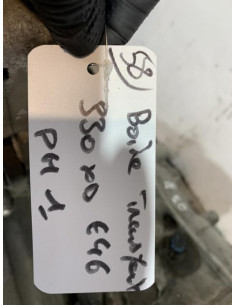 58) Boite Transfert
330 XD E46
PH 1